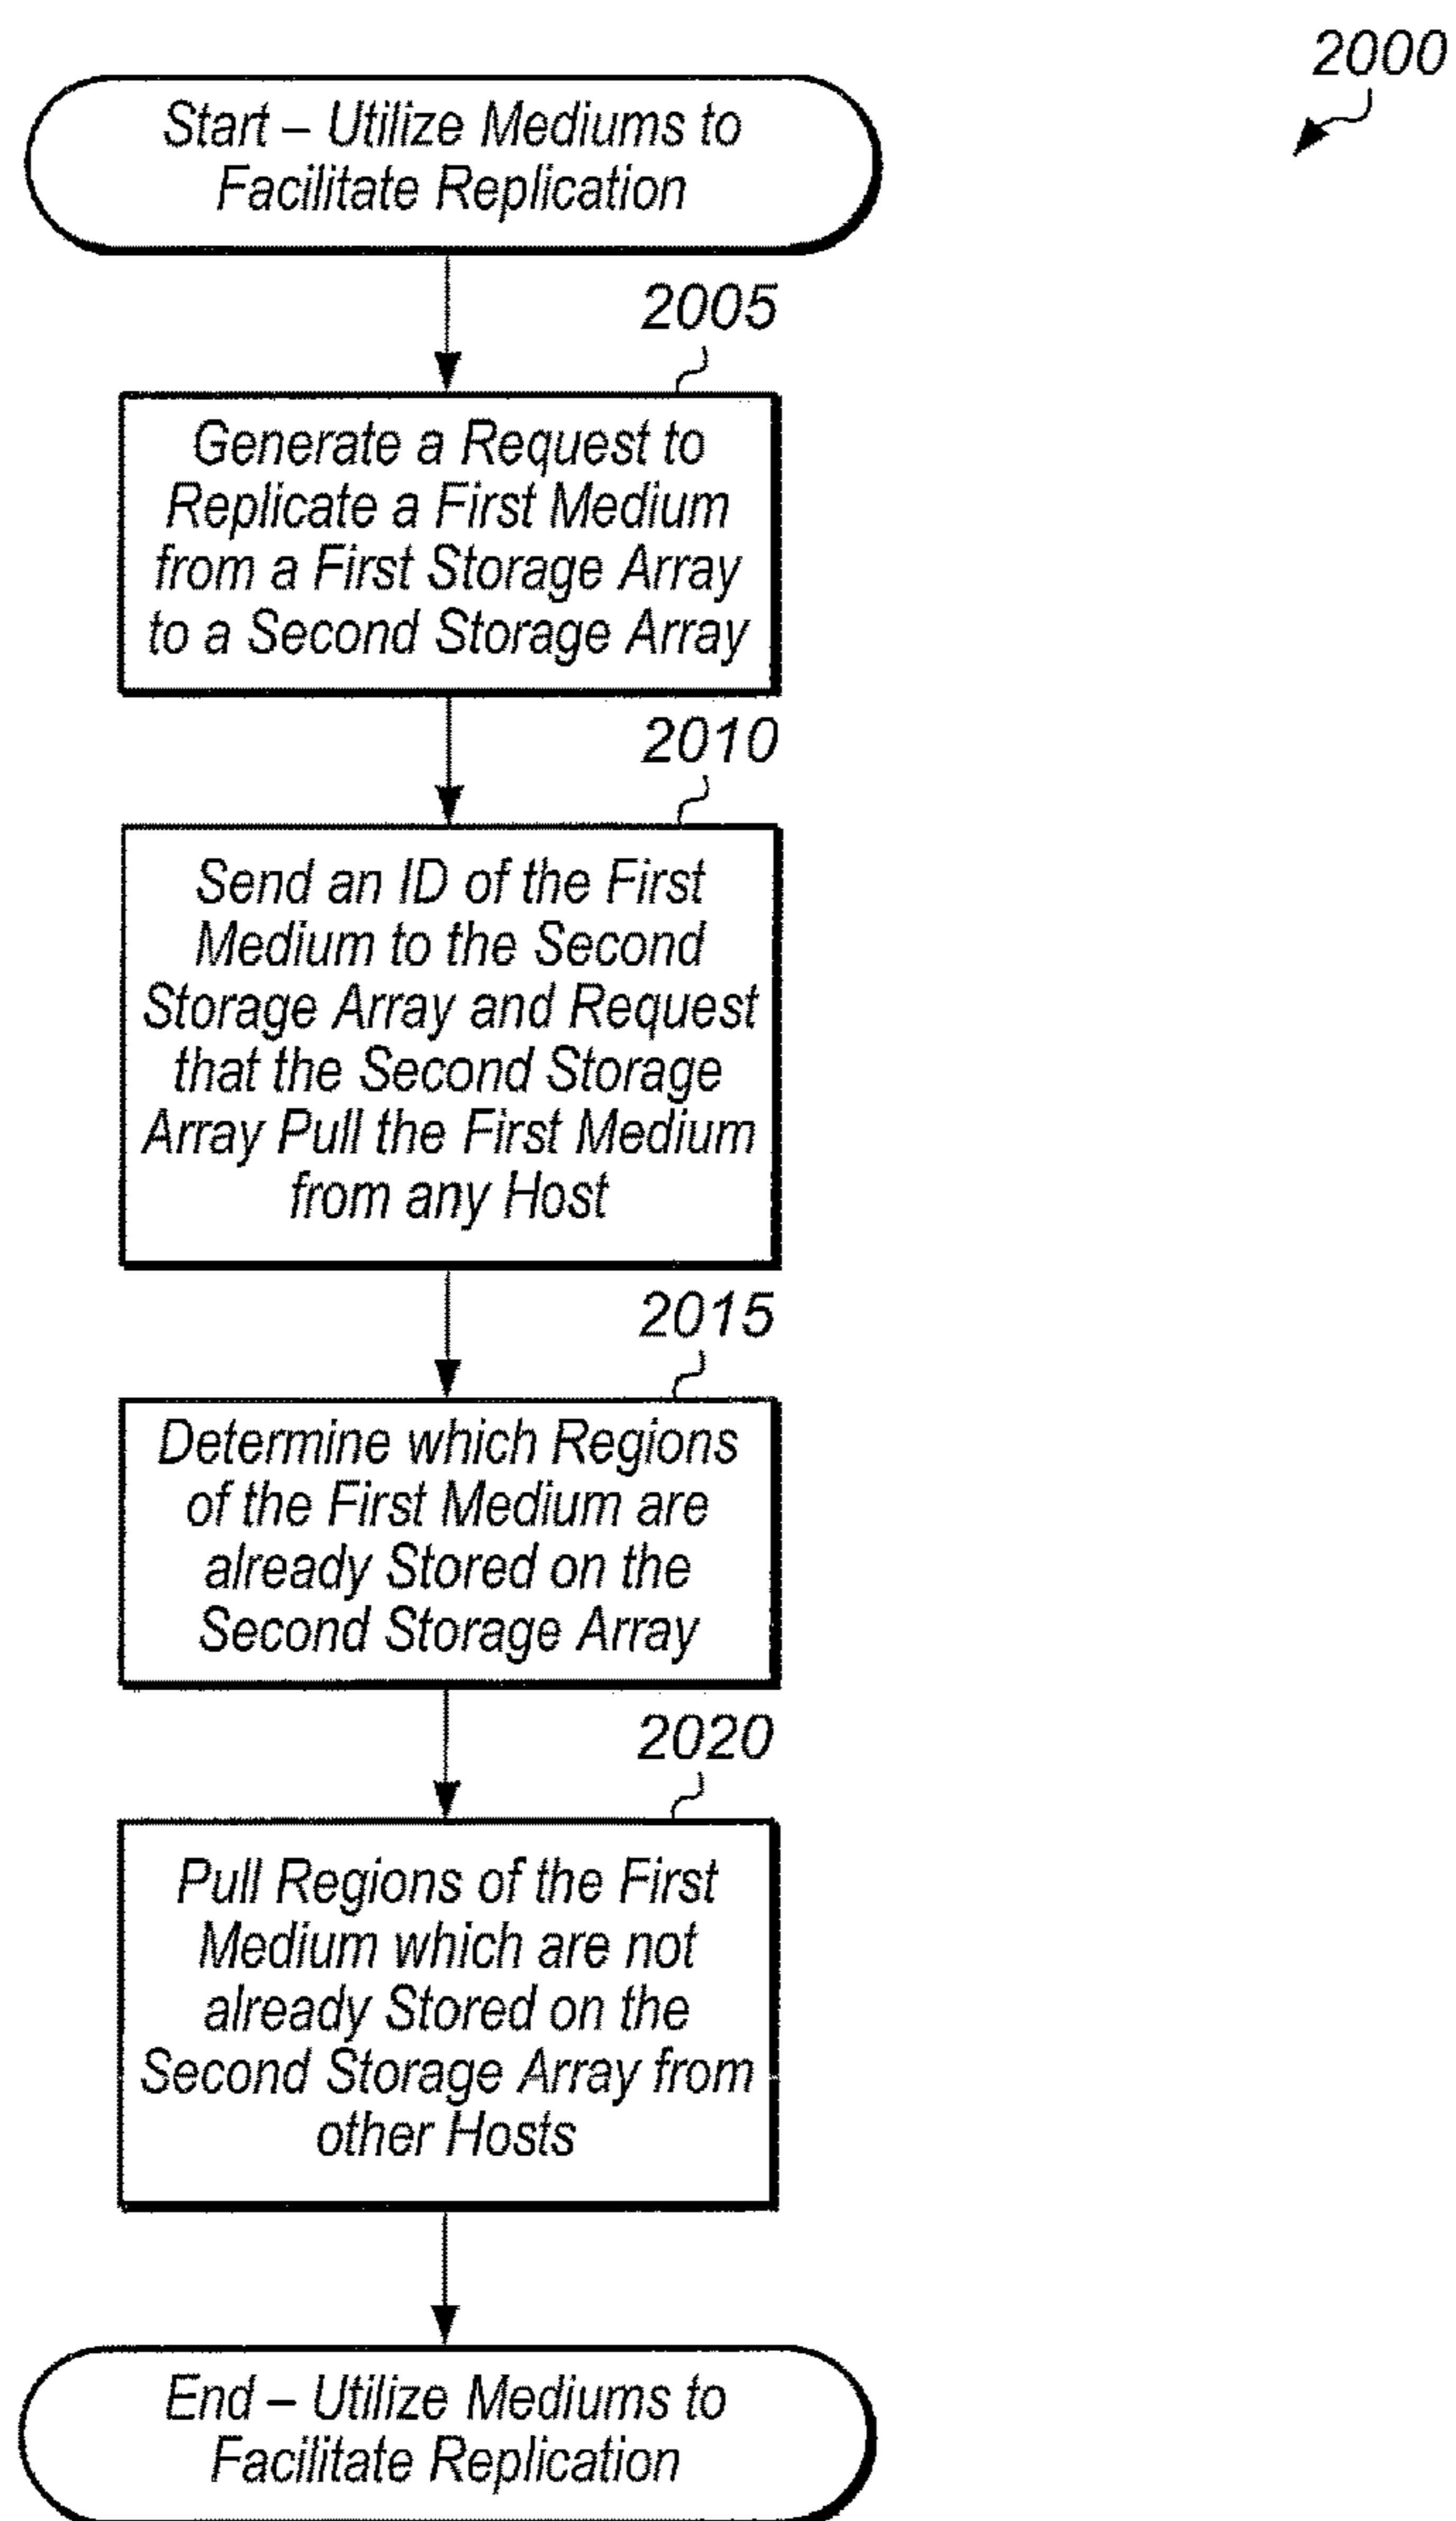 2000
Start – Utilize Mediums to
Facilitate Replication
2005
Generate a Request to
Replicate a First Medium
from a First Storage Array
to a Second Storage Array
2010
Send an ID of the First
Medium to the Second
Storage Array and Request
that the Second Storage
Array Pull the First Medium
from any Host
2015
Determine which Regions
of the First Medium are
already Stored on the
Second Storage Array
2020
Pull Regions of the First
Medium which are not
already Stored on the
Second Storage Array from
other Hosts
End – Utilize Mediums to
Facilitate Replication